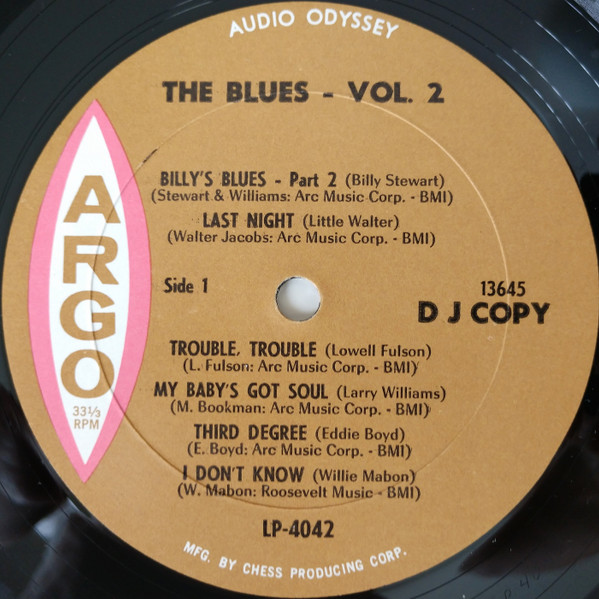 AUDIO ODYSSEY
THE BLUES - VOL. 2
BILLY'S BLUES - Part 2 (Billy Stewart)
(Stewart & Williams: Arc Music Corp. - BMI)
LAST NIGHT (Little Walter)
(Walter Jacobs: Arc Music Corp. - BMI)
ARGO
33⅓
RPM
Side 1
13645
D J COPY
TROUBLE, TROUBLE (Lowell Fulson)
(L. Fulson: Arc Music Corp. - BMI)
MY BABY'S GOT SOUL (Larry Williams)
(M. Bookman: Arc Music Corp. - BMI)
THIRD DEGREE (Eddie Boyd)
(E. Boyd: Arc Music Corp. - BMI)
I DON'T KNOW (Willie Mabon)
(W. Mabon: Roosevelt Music - BMI)
LP-4042
MFG. BY CHESS PRODUCING CORP.